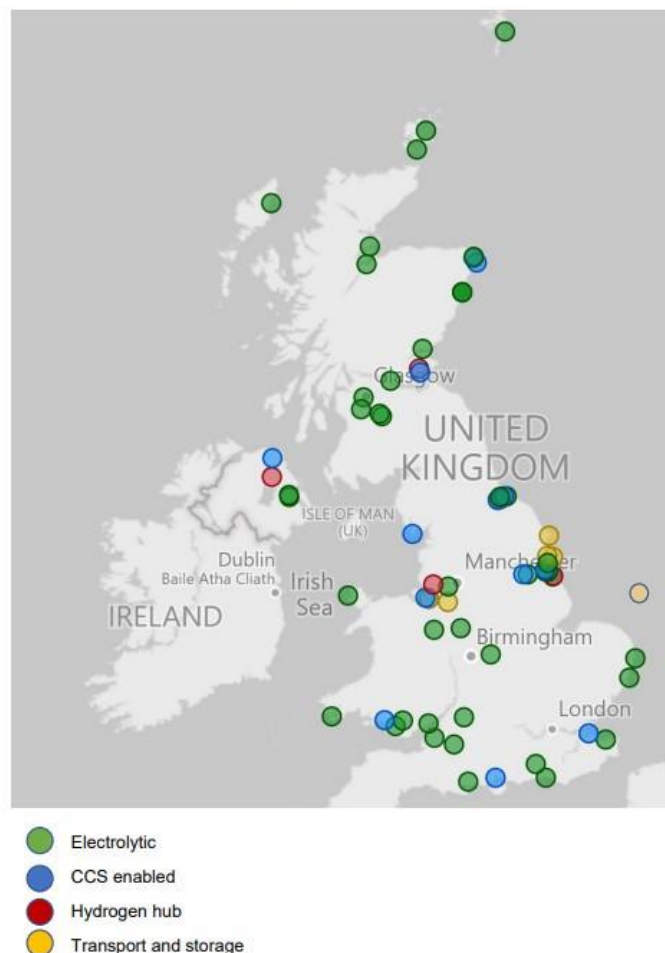 Glasgow
UNITED
KINGDOM
ISLE OF MAN
(UK)
Dublin
Baile Atha Cliath
Irish
Sea
Manchester
IRELAND
Birmingham
London
Electrolytic
CCS enabled
Hydrogen hub
Transport and storage